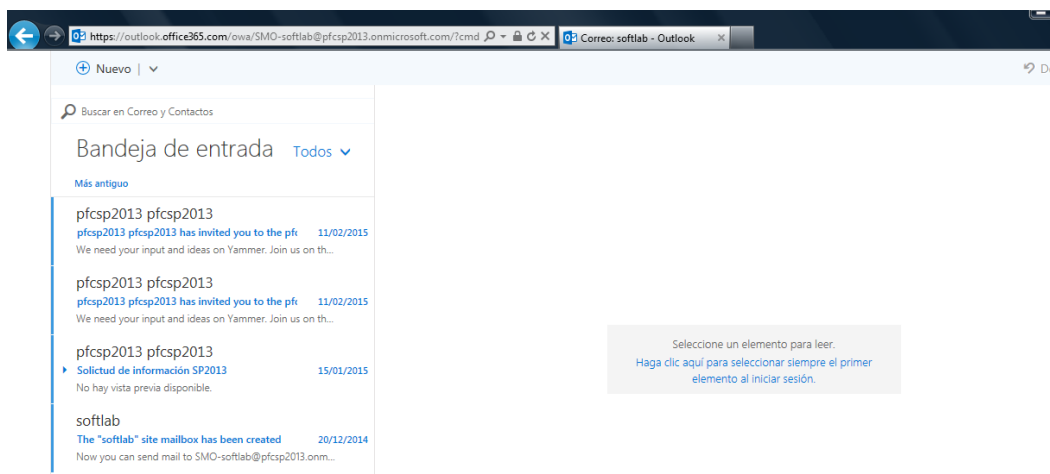 https://outlook.office365.com/owa/SMO-softlab@pfcsp2013.onmicrosoft.com/?cmd
Correo: softlab - Outlook
Nuevo
Buscar en Correo y Contactos
Bandeja de entrada Todos
Más antiguo
pfcsp2013 pfcsp2013
pfcsp2013 pfcsp2013 has invited you to the pfc 11/02/2015
We need your input and ideas on Yammer. Join us on th...
pfcsp2013 pfcsp2013
pfcsp2013 pfcsp2013 has invited you to the pfc 11/02/2015
We need your input and ideas on Yammer. Join us on th...
pfcsp2013 pfcsp2013
Solictud de información SP2013 15/01/2015
No hay vista previa disponible.
softlab
The "softlab" site mailbox has been created 20/12/2014
Now you can send mail to SMO-softlab@pfcsp2013.onm...
Seleccione un elemento para leer.
Haga clic aquí para seleccionar siempre el primer
elemento al iniciar sesión.